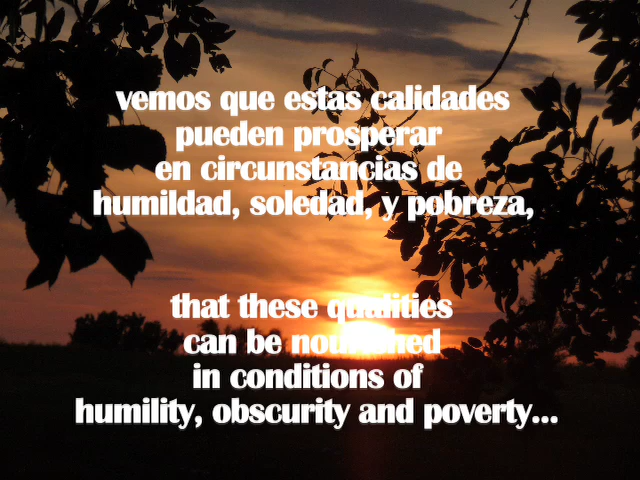 vemos que estas calidades
pueden prosperar
en circunstancias de
humildad, soledad, y pobreza,
that these qualities
can be nourished
in conditions of
humility, obscurity and poverty...